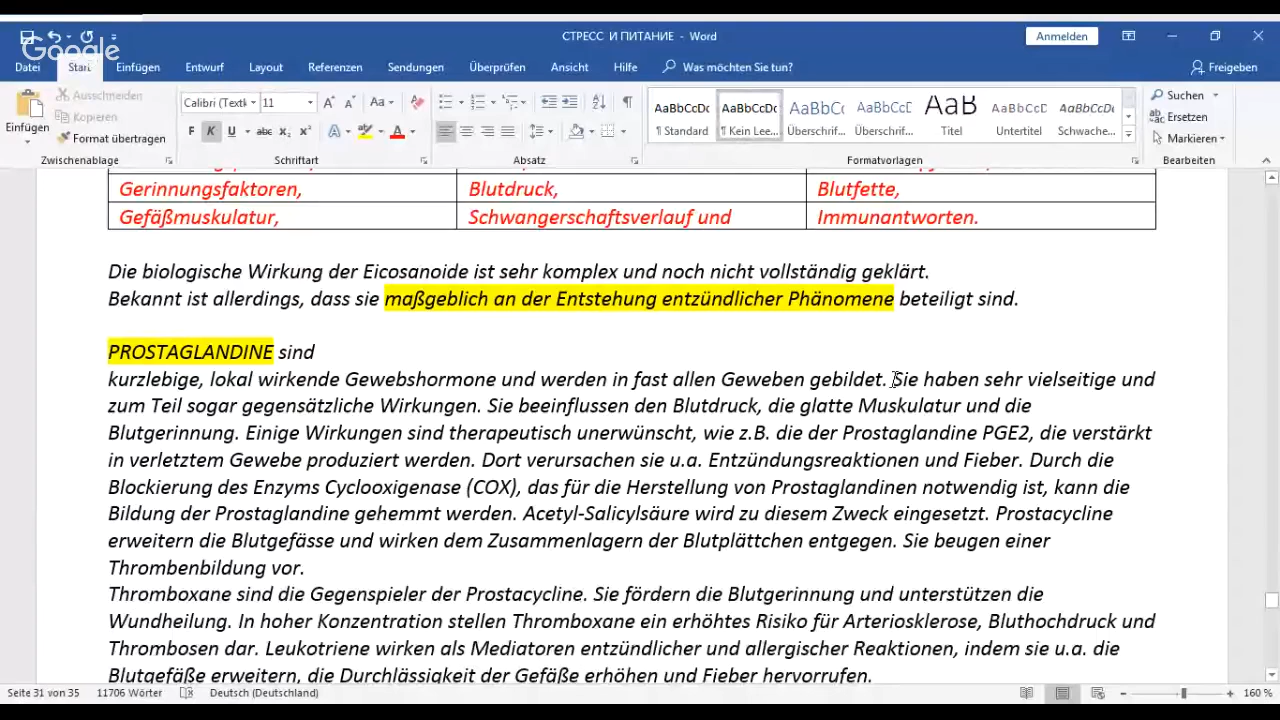 СТРЕСС И ПИТАНИЕ - Word
Anmelden
Google
Datei Start Einfügen Entwurf Layout Referenzen Sendungen Überprüfen Ansicht Hilfe Was möchten Sie tun? Freigeben
Einfügen
Ausschneiden
Kopieren
Format übertragen
Zwischenablage
Calibri (Textk 11
F K U abc x₂ x² A A
Schriftart
Absatz
AaBbCcDc AaBbCcDc AaBbCc AaBbCcC AaB AaBbCcC AaBbCcDc
¶ Standard ¶ Kein Lee... Überschrif... Überschrif... Titel Untertitel Schwache...
Formatvorlagen
Suchen
Ersetzen
Markieren
Bearbeiten
Gerinnungsfaktoren, Blutdruck, Blutfette,
Gefäßmuskulatur, Schwangerschaftsverlauf und Immunantworten.
Die biologische Wirkung der Eicosanoide ist sehr komplex und noch nicht vollständig geklärt.
Bekannt ist allerdings, dass sie maßgeblich an der Entstehung entzündlicher Phänomene beteiligt sind.
PROSTAGLANDINE sind
kurzlebige, lokal wirkende Gewebshormone und werden in fast allen Geweben gebildet. Sie haben sehr vielseitige und
zum Teil sogar gegensätzliche Wirkungen. Sie beeinflussen den Blutdruck, die glatte Muskulatur und die
Blutgerinnung. Einige Wirkungen sind therapeutisch unerwünscht, wie z.B. die der Prostaglandine PGE2, die verstärkt
in verletztem Gewebe produziert werden. Dort verursachen sie u.a. Entzündungsreaktionen und Fieber. Durch die
Blockierung des Enzyms Cyclooxigenase (COX), das für die Herstellung von Prostaglandinen notwendig ist, kann die
Bildung der Prostaglandine gehemmt werden. Acetyl-Salicylsäure wird zu diesem Zweck eingesetzt. Prostacycline
erweitern die Blutgefässe und wirken dem Zusammenlagern der Blutplättchen entgegen. Sie beugen einer
Thrombenbildung vor.
Thromboxane sind die Gegenspieler der Prostacycline. Sie fördern die Blutgerinnung und unterstützen die
Wundheilung. In hoher Konzentration stellen Thromboxane ein erhöhtes Risiko für Arteriosklerose, Bluthochdruck und
Thrombosen dar. Leukotriene wirken als Mediatoren entzündlicher und allergischer Reaktionen, indem sie u.a. die
Blutgefäße erweitern, die Durchlässigkeit der Gefäße erhöhen und Fieber hervorrufen.
Seite 31 von 35 11706 Wörter Deutsch (Deutschland) 160 %